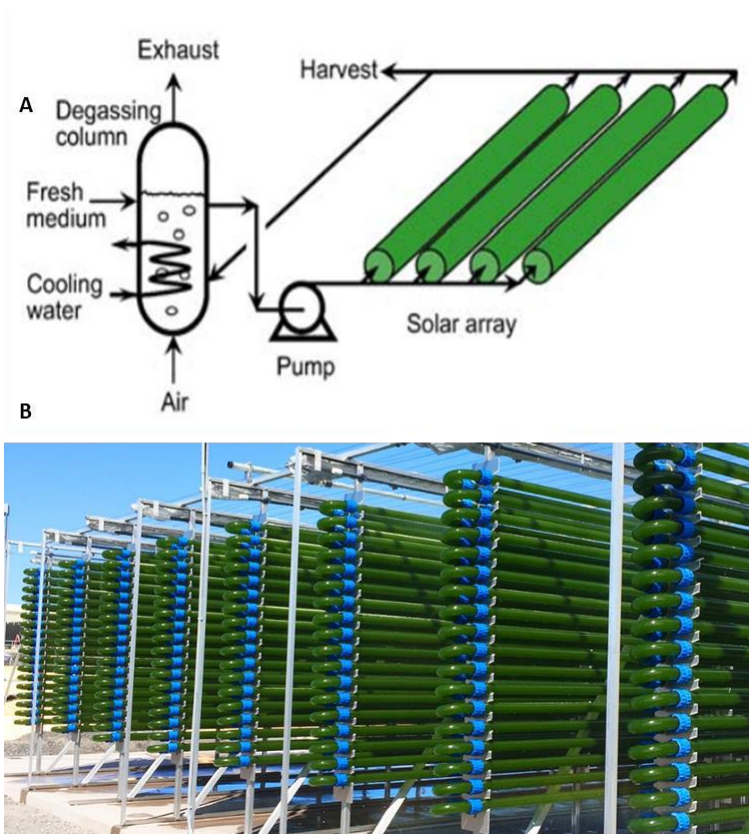 Exhaust
Harvest
A
Degassing
column
Fresh
medium
Cooling
water
Solar array
Pump
Air
B